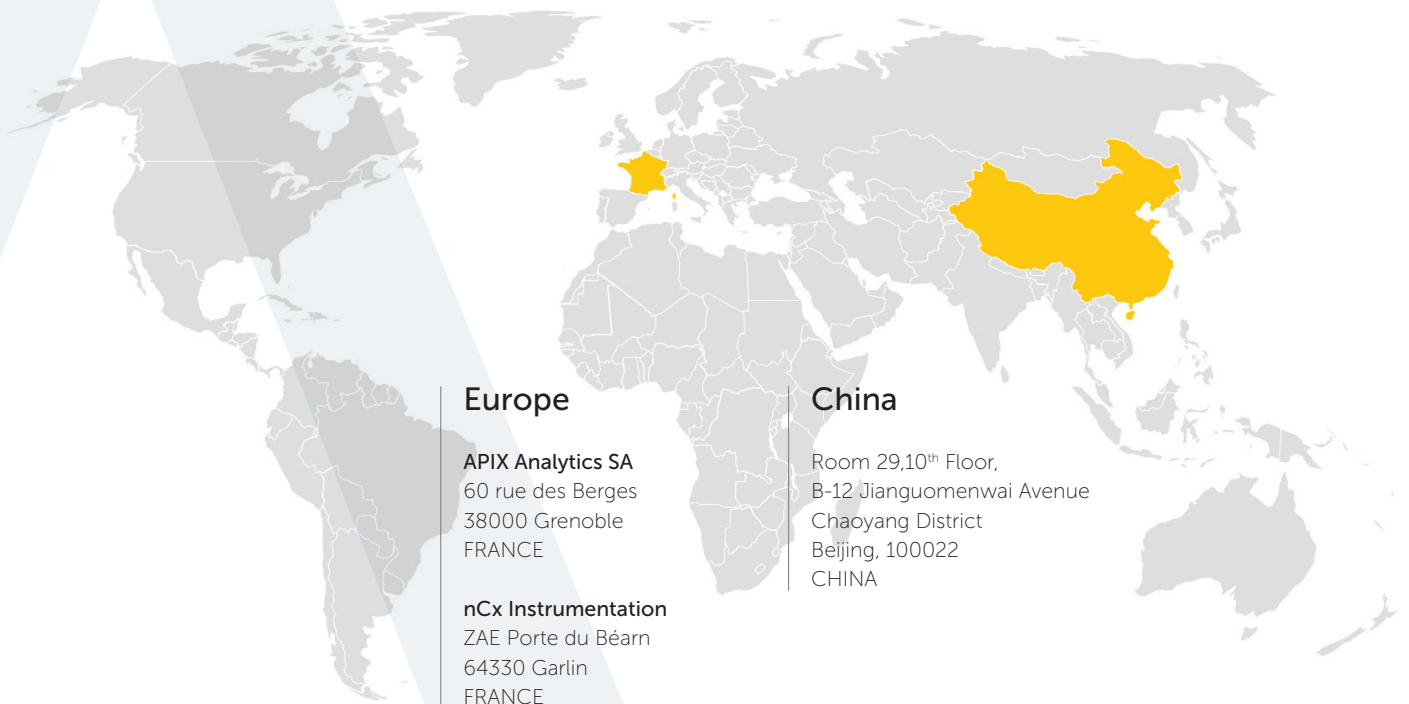 Europe
APIX Analytics SA
60 rue des Berges
38000 Grenoble
FRANCE
nCx Instrumentation
ZAE Porte du Béarn
64330 Garlin
FRANCE
China
Room 29,10th Floor,
B-12 Jianguomenwai Avenue
Chaoyang District
Beijing, 100022
CHINA